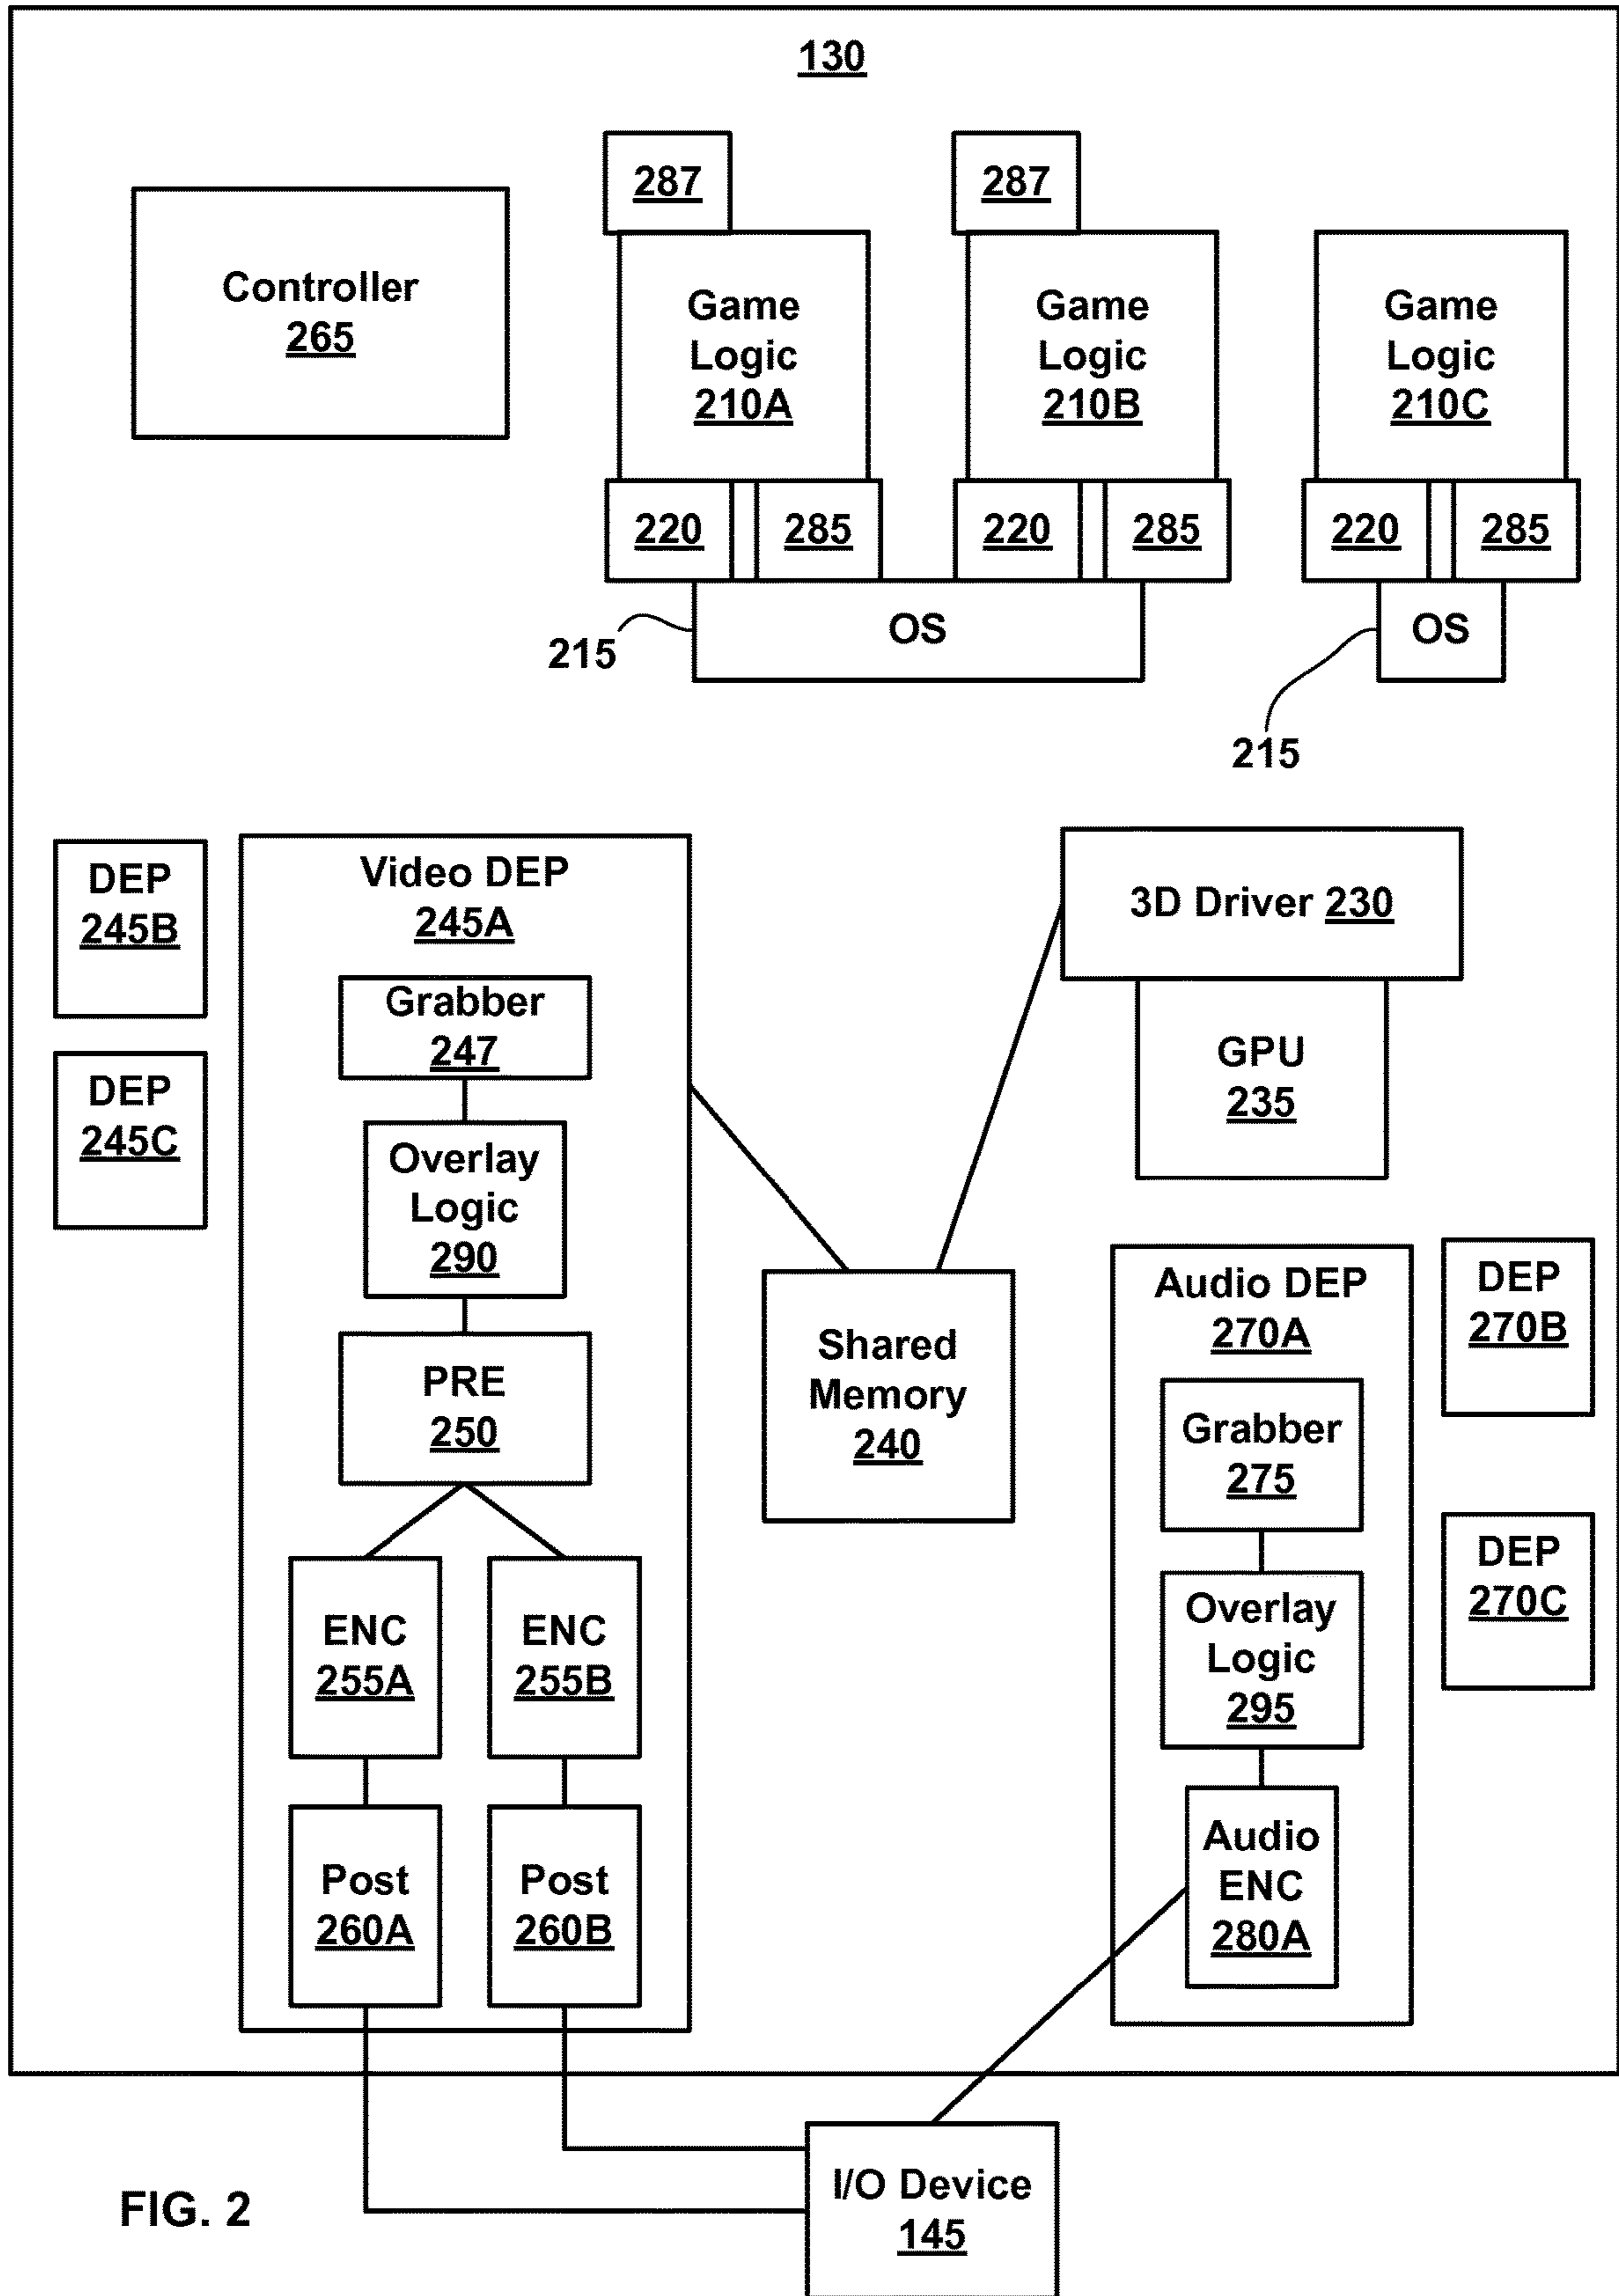 130
287
287
Controller
265
Game
Logic
210A
Game
Logic
210B
Game
Logic
210C
220
285
220
285
220
285
OS
OS
215
215
DEP
245B
DEP
245C
Video DEP
245A
Grabber
247
Overlay
Logic
290
PRE
250
ENC
255A
ENC
255B
Post
260A
Post
260B
3D Driver 230
GPU
235
Shared
Memory
240
Audio DEP
270A
Grabber
275
Overlay
Logic
295
Audio
ENC
280A
DEP
270B
DEP
270C
I/O Device
145
FIG. 2